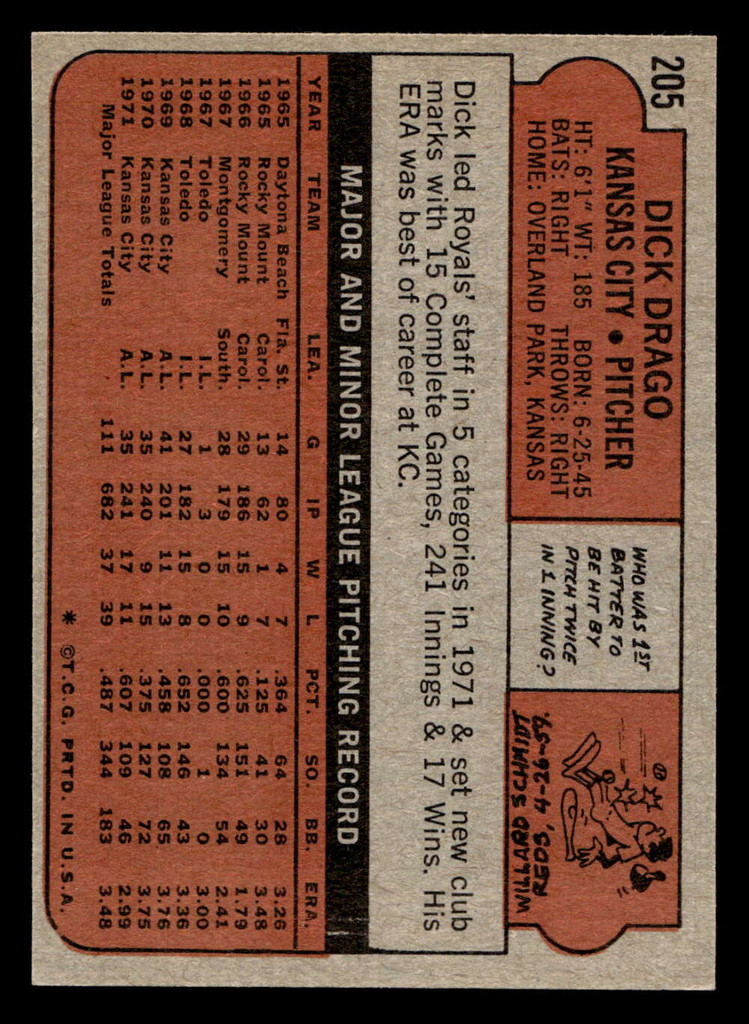 205
DICK DRAGO
KANSAS CITY • PITCHER
HT: 6'1" WT: 185 BORN: 6-25-45
BATS: RIGHT THROWS: RIGHT
HOME: OVERLAND PARK, KANSAS
WHO WAS 1ST
BATTER TO
BE HIT BY
PITCH TWICE
IN 1 INNING?
WILLARD SCHMIDT
REDS, 4-26-59.
Dick led Royals' staff in 5 categories in 1971 & set new club
marks with 15 Complete Games, 241 Innings & 17 Wins. His
ERA was best of career at KC.
MAJOR AND MINOR LEAGUE PITCHING RECORD
YEAR TEAM LEA. G IP W L PCT. SO. BB. ERA.
1965 Daytona Beach Fla. St. 14 80 4 7 .364 64 28 3.26
1965 Rocky Mount Carol. 13 62 1 7 .125 41 30 3.48
1966 Rocky Mount Carol. 29 186 15 9 .625 151 49 1.79
1967 Montgomery South. 28 179 15 10 .600 134 54 2.41
1967 Toledo I.L. 1 3 0 0 .000 1 0 3.00
1968 Toledo I.L. 27 182 15 8 .652 146 43 3.36
1969 Kansas City A.L. 41 201 11 13 .458 108 65 3.76
1970 Kansas City A.L. 35 240 9 15 .375 127 72 3.75
1971 Kansas City A.L. 35 241 17 11 .607 109 46 2.99
Major League Totals 111 682 37 39 .487 344 183 3.48
* ©T.C.G. PRTD. IN U.S.A.